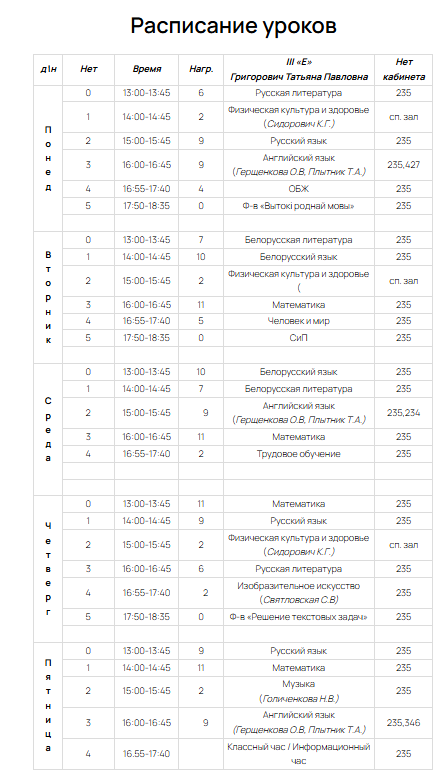 Расписание уроков
д\н Нет Время Нагр. III «Е» Григорович Татьяна Павловна Нет кабинета
Понед
0 13:00-13:45 6 Русская литература 235
1 14:00-14:45 2 Физическая культура и здоровье (Сидорович К.Г.) сп. зал
2 15:00-15:45 9 Русский язык 235
3 16:00-16:45 9 Английский язык (Герщенкова О.В, Плытник Т.А.) 235,427
4 16:55-17:40 4 ОБЖ 235
5 17:50-18:35 0 Ф-в «Вытокі роднай мовы» 235
Вторник
0 13:00-13:45 7 Белорусская литература 235
1 14:00-14:45 10 Белорусский язык 235
2 15:00-15:45 2 Физическая культура и здоровье ( сп. зал
3 16:00-16:45 11 Математика 235
4 16:55-17:40 5 Человек и мир 235
5 17:50-18:35 0 СиП 235
Среда
0 13:00-13:45 10 Белорусский язык 235
1 14:00-14:45 7 Белорусская литература 235
2 15:00-15:45 9 Английский язык (Герщенкова О.В, Плытник Т.А.) 235,234
3 16:00-16:45 11 Математика 235
4 16:55-17:40 2 Трудовое обучение 235
Четверг
0 13:00-13:45 11 Математика 235
1 14:00-14:45 9 Русский язык 235
2 15:00-15:45 2 Физическая культура и здоровье (Сидорович К.Г.) сп. зал
3 16:00-16:45 6 Русская литература 235
4 16:55-17:40 2 Изобразительное искусство (Святловская С.В) 235
5 17:50-18:35 0 Ф-в «Решение текстовых задач» 235
Пятница
0 13:00-13:45 9 Русский язык 235
1 14:00-14:45 11 Математика 235
2 15:00-15:45 2 Музыка (Голиченкова Н.В.) 235
3 16:00-16:45 9 Английский язык (Герщенкова О.В, Плытник Т.А.) 235,346
4 16.55-17:40 Классный час / Информационный час 235